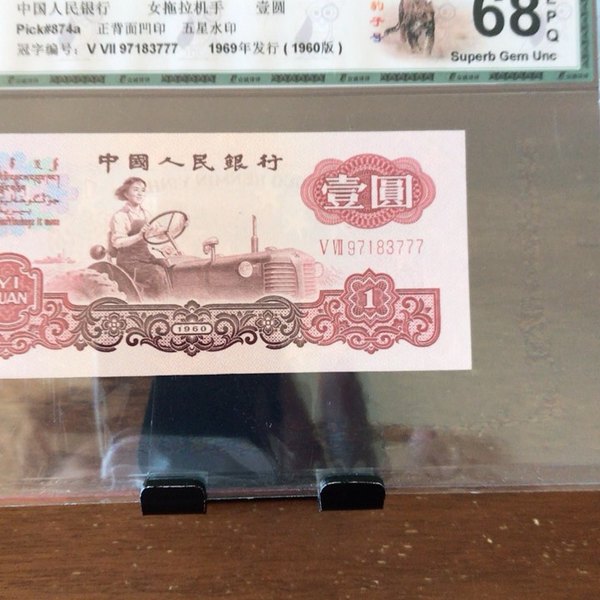 中国人民银行 女拖拉机手 壹圆
Pick#874a 正背面凹印 五星水印
冠字编号: V VII 97183777 1969年发行 (1960版)
豹子号
68
EPQ
Superb Gem Unc
中國人民銀行
壹圓
V VII 97183777
YI
YUAN
1960
1